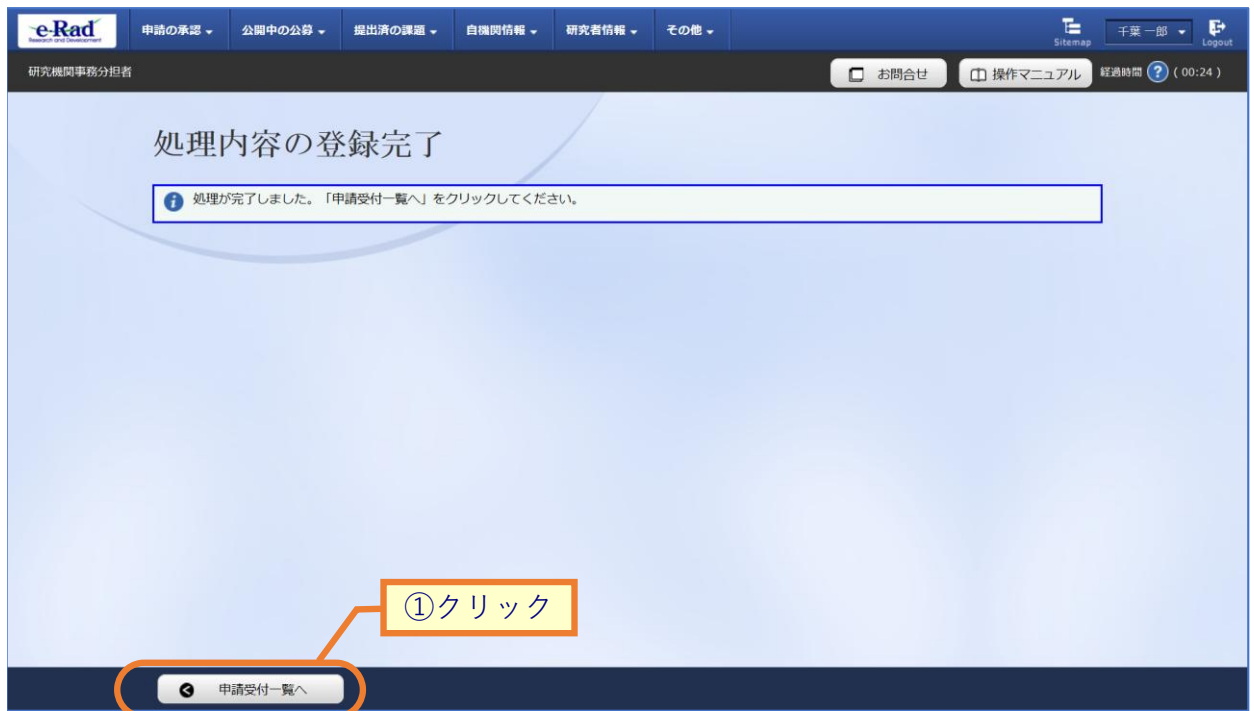 e-Rad
Research and Development
申請の承認
公開中の公募
提出済の課題
自機関情報
研究者情報
その他
Sitemap
千葉 一郎
Logout
研究機関事務分担者
お問合せ
操作マニュアル
経過時間 ? ( 00:24 )
処理内容の登録完了
処理が完了しました。「申請受付一覧へ」をクリックしてください。
①クリック
申請受付一覧へ